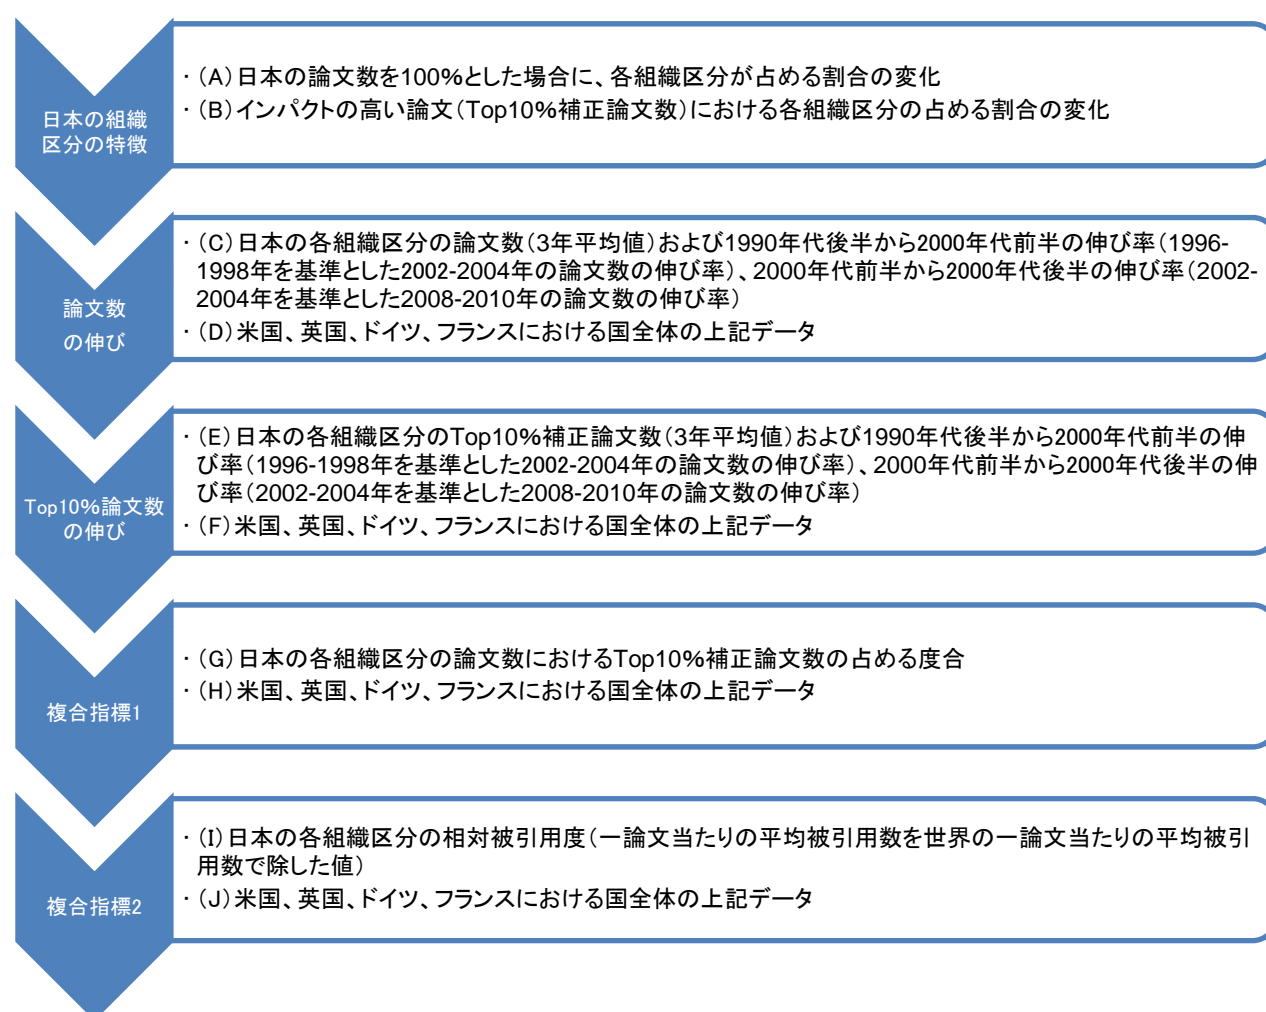 日本の組織
区分の特徴
・(A)日本の論文数を100%とした場合に、各組織区分が占める割合の変化
・(B)インパクトの高い論文(Top10%補正論文数)における各組織区分の占める割合の変化
論文数
の伸び
・(C)日本の各組織区分の論文数(3年平均値)および1990年代後半から2000年代前半の伸び率(1996-
1998年を基準とした2002-2004年の論文数の伸び率)、2000年代前半から2000年代後半の伸び率(2002-
2004年を基準とした2008-2010年の論文数の伸び率)
・(D)米国、英国、ドイツ、フランスにおける国全体の上記データ
Top10%論文数
の伸び
・(E)日本の各組織区分のTop10%補正論文数(3年平均値)および1990年代後半から2000年代前半の伸
び率(1996-1998年を基準とした2002-2004年の論文数の伸び率)、2000年代前半から2000年代後半の伸
び率(2002-2004年を基準とした2008-2010年の論文数の伸び率)
・(F)米国、英国、ドイツ、フランスにおける国全体の上記データ
複合指標1
・(G)日本の各組織区分の論文数におけるTop10%補正論文数の占める度合
・(H)米国、英国、ドイツ、フランスにおける国全体の上記データ
複合指標2
・(I)日本の各組織区分の相対被引用度(一論文当たりの平均被引用数を世界の一論文当たりの平均被引
用数で除した値)
・(J)米国、英国、ドイツ、フランスにおける国全体の上記データ